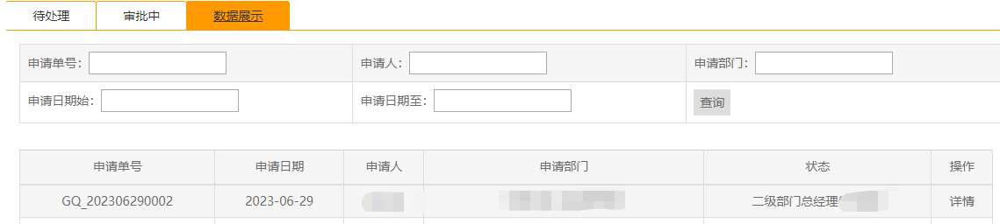 待处理 审批中 数据展示
申请单号: 申请人: 申请部门:
申请日期始: 申请日期至: 查询
申请单号 申请日期 申请人 申请部门 状态 操作
GQ_202306290002 2023-06-29 二级部门总经理 详情